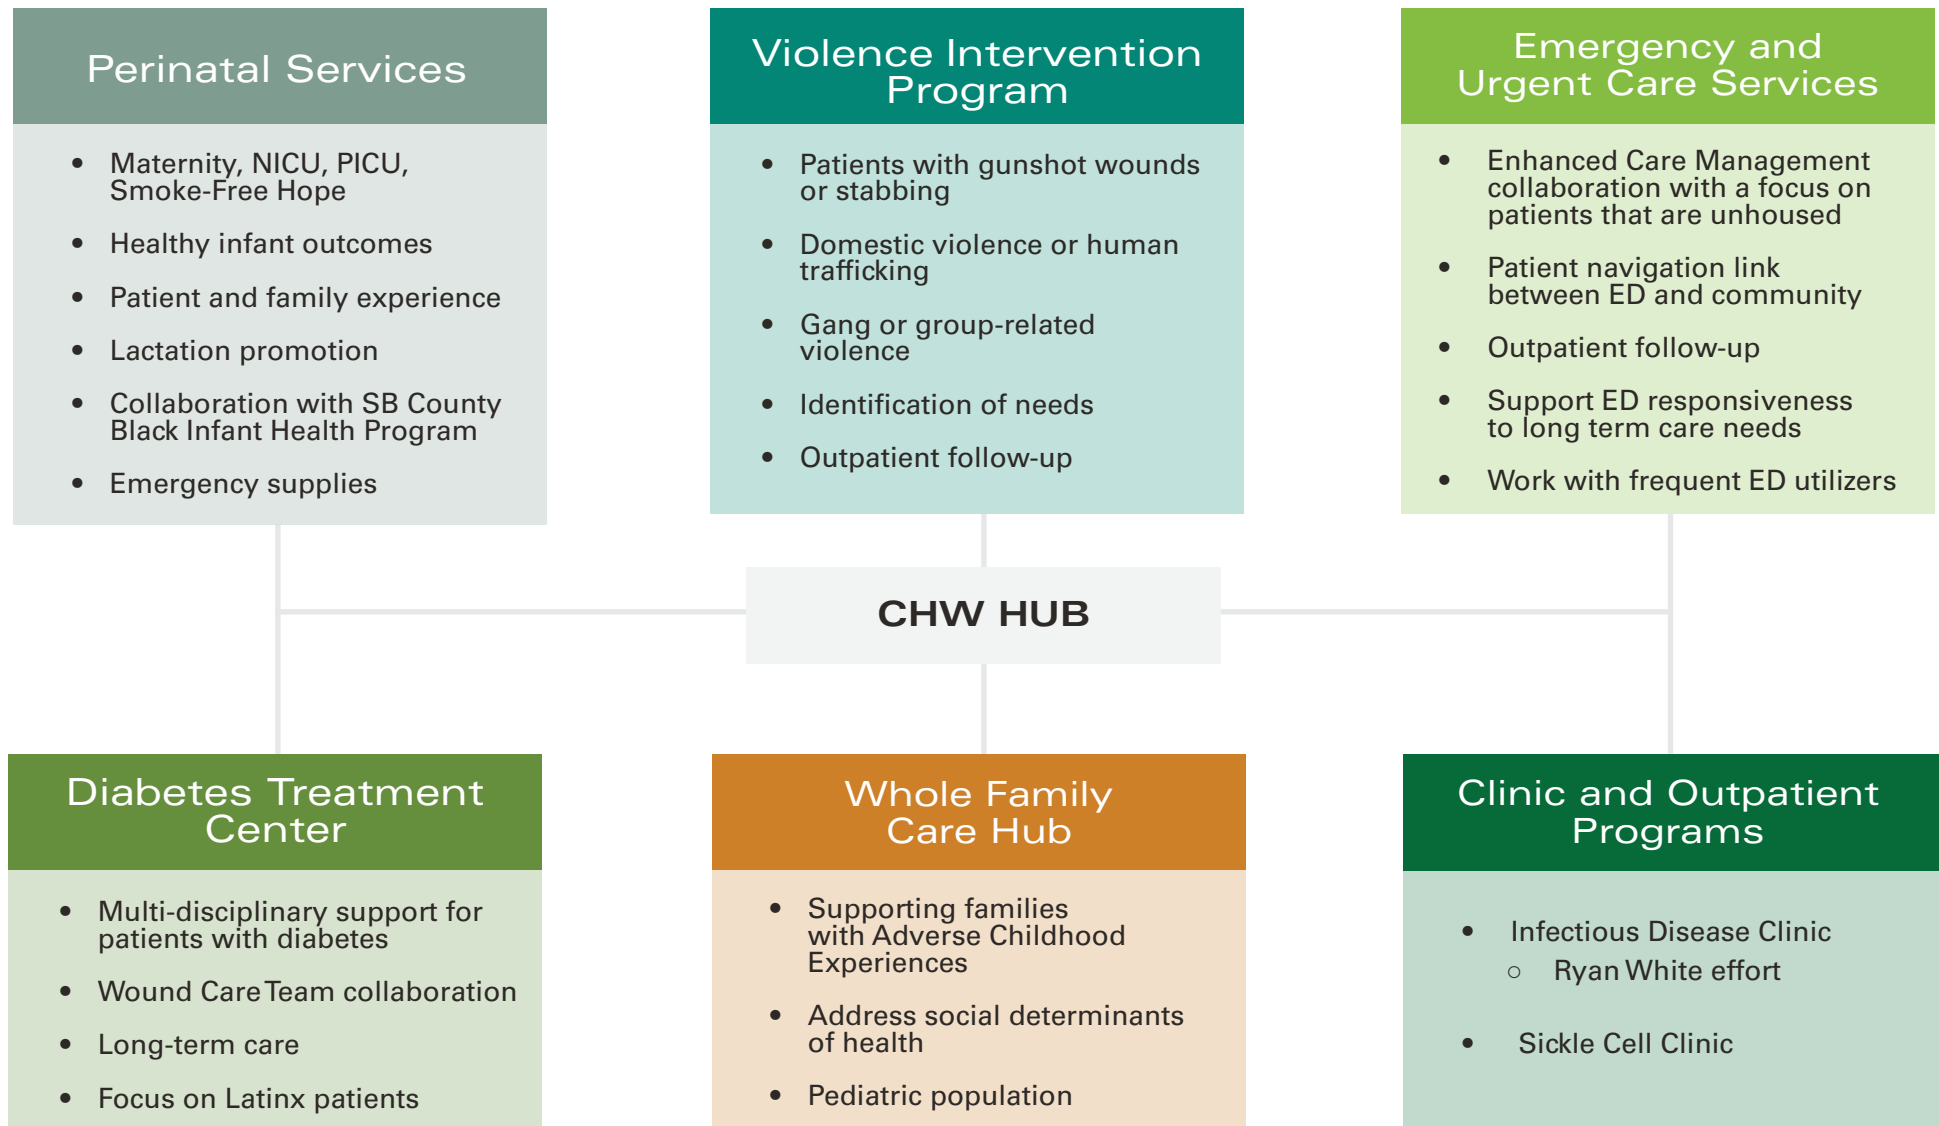 Perinatal Services
• Maternity, NICU, PICU,
Smoke-Free Hope
• Healthy infant outcomes
• Patient and family experience
• Lactation promotion
• Collaboration with SB County
Black Infant Health Program
• Emergency supplies
Violence Intervention
Program
• Patients with gunshot wounds
or stabbing
• Domestic violence or human
trafficking
• Gang or group-related
violence
• Identification of needs
• Outpatient follow-up
Emergency and
Urgent Care Services
• Enhanced Care Management
collaboration with a focus on
patients that are unhoused
• Patient navigation link
between ED and community
• Outpatient follow-up
• Support ED responsiveness
to long term care needs
• Work with frequent ED utilizers
CHW HUB
Diabetes Treatment
Center
• Multi-disciplinary support for
patients with diabetes
• Wound Care Team collaboration
• Long-term care
• Focus on Latinx patients
Whole Family
Care Hub
• Supporting families
with Adverse Childhood
Experiences
• Address social determinants
of health
• Pediatric population
Clinic and Outpatient
Programs
• Infectious Disease Clinic
○ Ryan White effort
• Sickle Cell Clinic